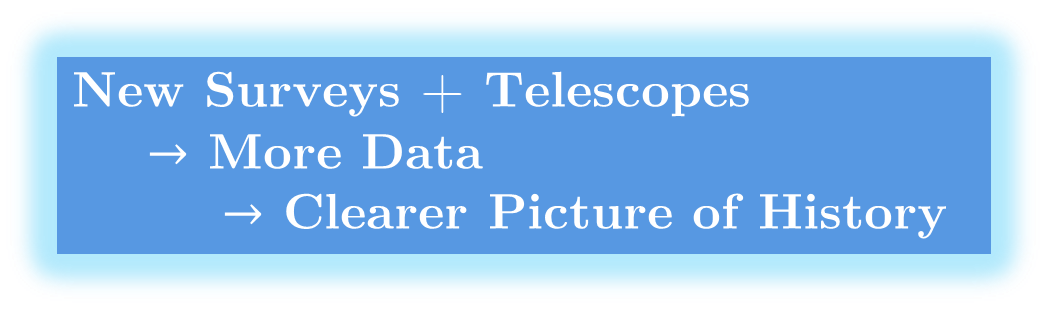 New Surveys + Telescopes
→ More Data
→ Clearer Picture of History